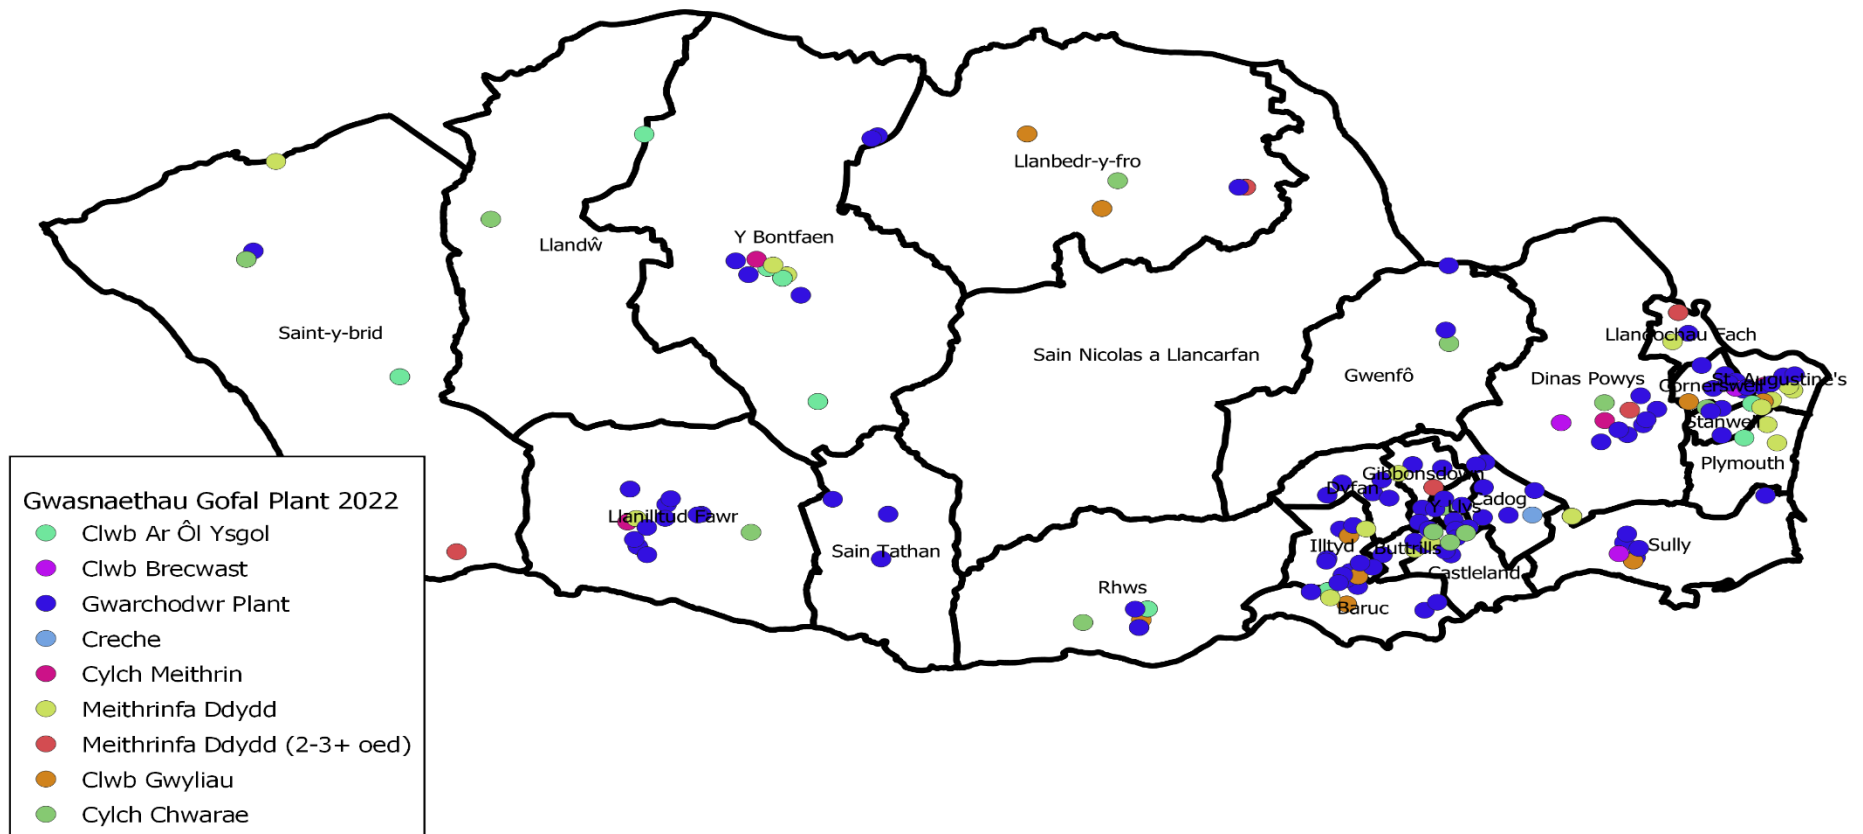 Llanbedr-y-fro
Y Bontfaen
Llandŵ
Saint-y-brid
Sain Nicolas a Llancarfan
Gwenfô
Llandochau Fach
Dinas Powys
St. Augustine's
Cornerswell
Stanwell
Plymouth
Gibbonsdown
Dyfan
Cadog
Y Llys
Llanilltud Fawr
Sain Tathan
Illtyd
Buttrills
Sully
Castleland
Rhws
Baruc
Gwasnaethau Gofal Plant 2022
Clwb Ar Ôl Ysgol
Clwb Brecwast
Gwarchodwr Plant
Creche
Cylch Meithrin
Meithrinfa Ddydd
Meithrinfa Ddydd (2-3+ oed)
Clwb Gwyliau
Cylch Chwarae